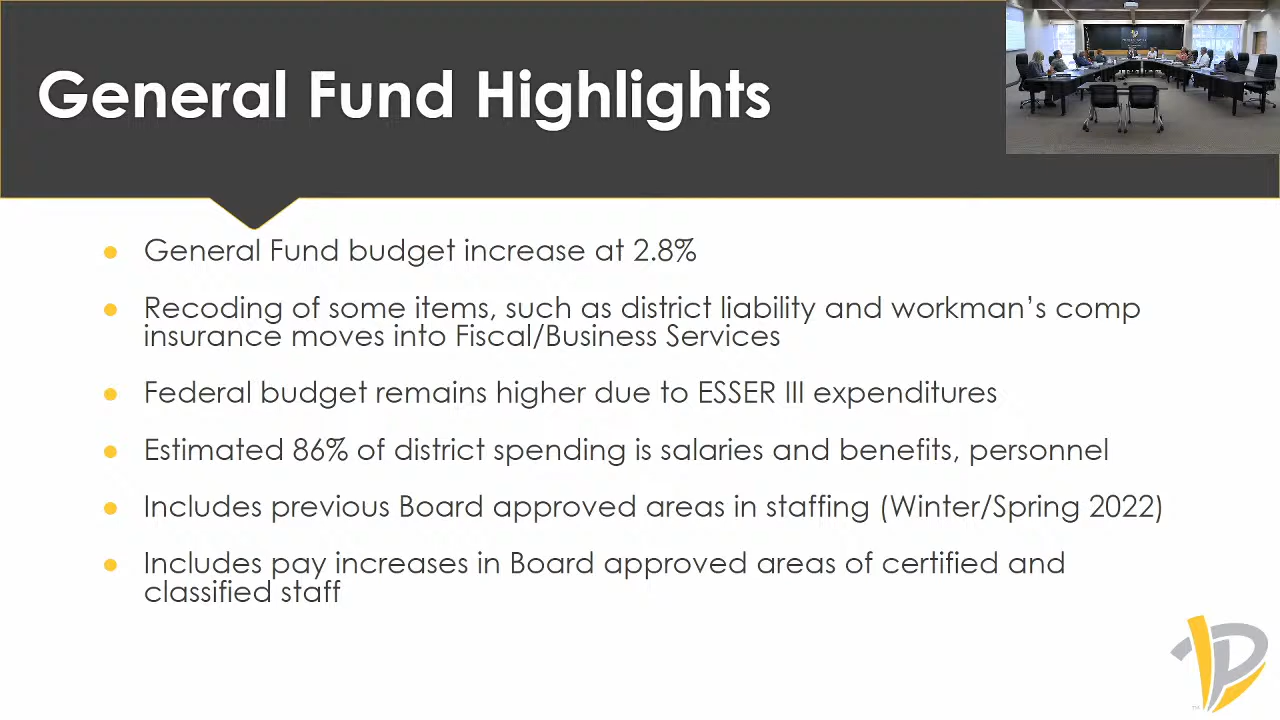 General Fund Highlights
● General Fund budget increase at 2.8%
● Recoding of some items, such as district liability and workman’s comp
insurance moves into Fiscal/Business Services
● Federal budget remains higher due to ESSER III expenditures
● Estimated 86% of district spending is salaries and benefits, personnel
● Includes previous Board approved areas in staffing (Winter/Spring 2022)
● Includes pay increases in Board approved areas of certified and
classified staff